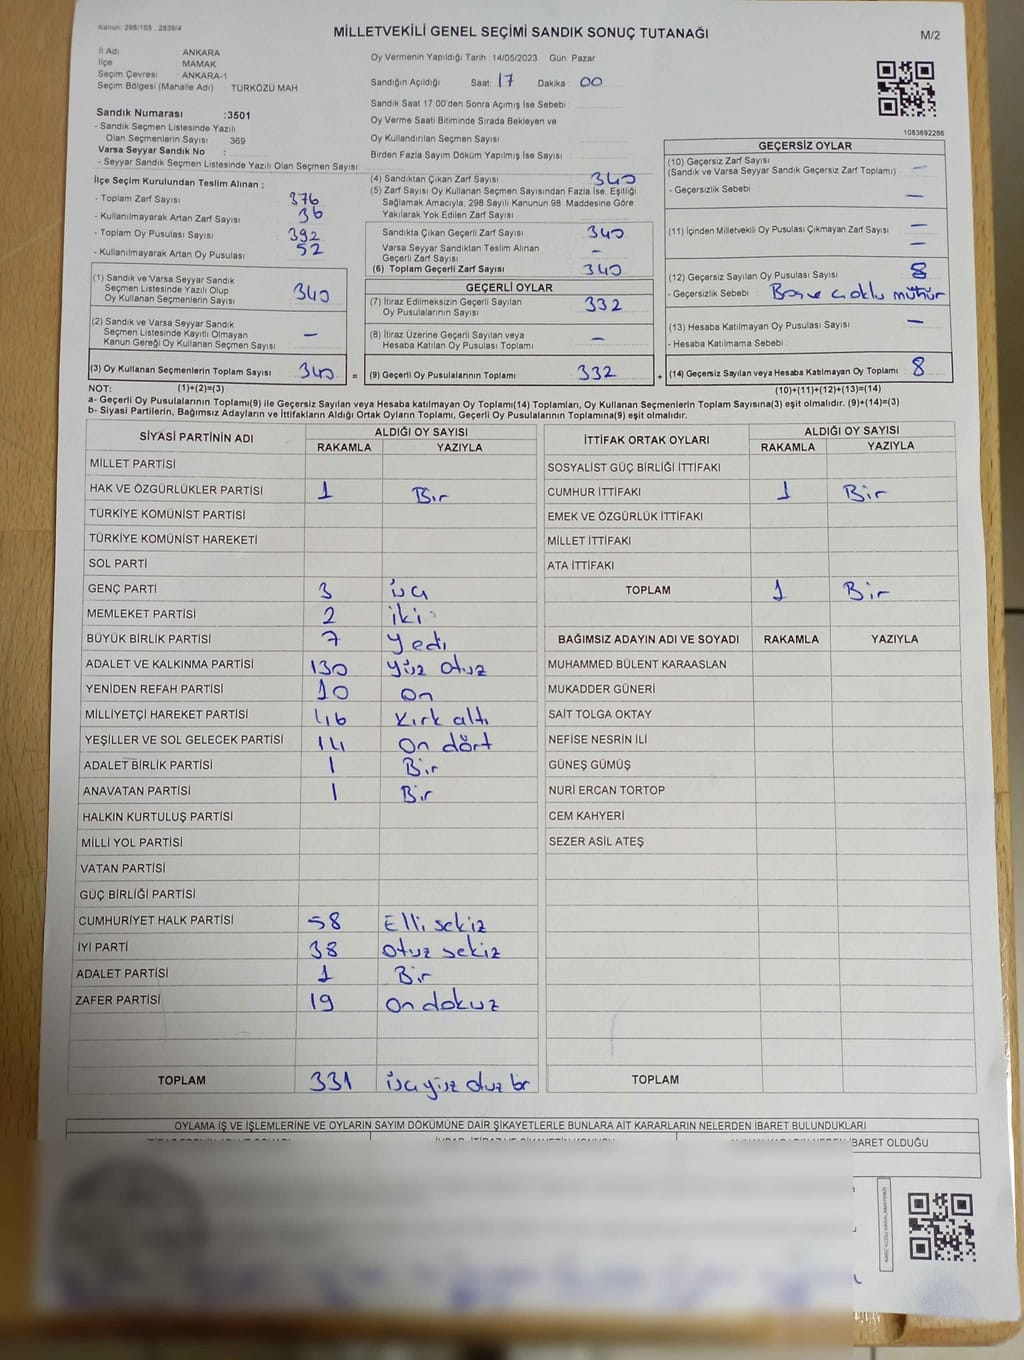 Kanun: 298/105 , 2839/4
MİLLETVEKİLİ GENEL SEÇİMİ SANDIK SONUÇ TUTANAĞI
M/2
İl Adı ANKARA
İlçe MAMAK
Seçim Çevresi ANKARA-1
Seçim Bölgesi (Mahalle Adı) TÜRKÖZÜ MAH
Sandık Numarası :3501
- Sandık Seçmen Listesinde Yazılı
Olan Seçmenlerin Sayısı 369
Varsa Seyyar Sandık No :
- Seyyar Sandık Seçmen Listesinde Yazılı Olan Seçmen Sayısı:
Oy Vermenin Yapıldığı Tarih 14/05/2023 Gün Pazar
Sandığın Açıldığı Saat 17 Dakika 00
Sandık Saat 17:00'den Sonra Açımış İse Sebebi
Oy Verme Saati Bitiminde Sırada Bekleyen ve
Oy Kullandırılan Seçmen Sayısı
Birden Fazla Sayım Döküm Yapılmış İse Sayısı
1083692286
İlçe Seçim Kurulundan Teslim Alınan ;
- Toplam Zarf Sayısı 376
- Kullanılmayarak Artan Zarf Sayısı 36
- Toplam Oy Pusulası Sayısı 392
- Kullanılmayarak Artan Oy Pusulası 52
(1) Sandık ve Varsa Seyyar Sandık
Seçmen Listesinde Yazılı Olup
Oy Kullanan Seçmenlerin Sayısı 340
(2) Sandık ve Varsa Seyyar Sandık
Seçmen Listesinde Kayıtlı Olmayan
Kanun Gereği Oy Kullanan Seçmen Sayısı –
(3) Oy Kullanan Seçmenlerin Toplam Sayısı 340 =
(4) Sandıktan Çıkan Zarf Sayısı 340
(5) Zarf Sayısı Oy Kullanan Seçmen Sayısından Fazla İse, Eşitliği
Sağlamak Amacıyla, 298 Sayılı Kanunun 98. Maddesine Göre
Yakılarak Yok Edilen Zarf Sayısı
Sandıkta Çıkan Geçerli Zarf Sayısı 340
Varsa Seyyar Sandıktan Teslim Alınan
Geçerli Zarf Sayısı –
(6) Toplam Geçerli Zarf Sayısı 340
GEÇERLİ OYLAR
(7) İtiraz Edilmeksizin Geçerli Sayılan
Oy Pusulalarının Sayısı 332
(8) İtiraz Üzerine Geçerli Sayılan veya
Hesaba Katılan Oy Pusulası Toplamı –
(9) Geçerli Oy Pusulalarının Toplamı 332 +
GEÇERSİZ OYLAR
(10) Geçersiz Zarf Sayısı
(Sandık ve Varsa Seyyar Sandık Geçersiz Zarf Toplamı) –
- Geçersizlik Sebebi : –
(11) İçinden Milletvekili Oy Pusulası Çıkmayan Zarf Sayısı –
–
(12) Geçersiz Sayılan Oy Pusulası Sayısı 8
- Geçersizlik Sebebi : Boş ve çoklu mühür
(13) Hesaba Katılmayan Oy Pusulası Sayısı –
- Hesaba Katılmama Sebebi
(14) Geçersiz Sayılan veya Hesaba Katılmayan Oy Toplamı 8
NOT: (1)+(2)=(3) (10)+(11)+(12)+(13)=(14)
a- Geçerli Oy Pusulalarının Toplamı(9) ile Geçersiz Sayılan veya Hesaba katılmayan Oy Toplamı(14) Toplamları, Oy Kullanan Seçmenlerin Toplam Sayısına(3) eşit olmalıdır. (9)+(14)=(3)
b- Siyasi Partilerin, Bağımsız Adayların ve İttifakların Aldığı Ortak Oyların Toplamı, Geçerli Oy Pusulalarının Toplamına(9) eşit olmalıdır.
SİYASİ PARTİNİN ADI ALDIĞI OY SAYISI
RAKAMLA YAZIYLA
MİLLET PARTİSİ
HAK VE ÖZGÜRLÜKLER PARTİSİ 1 Bir
TÜRKİYE KOMÜNİST PARTİSİ
TÜRKİYE KOMÜNİST HAREKETİ
SOL PARTİ
GENÇ PARTİ 3 üç
MEMLEKET PARTİSİ 2 iki
BÜYÜK BİRLİK PARTİSİ 7 Yedi
ADALET VE KALKINMA PARTİSİ 130 yüz otuz
YENİDEN REFAH PARTİSİ 10 on
MİLLİYETÇİ HAREKET PARTİSİ 46 kırk altı
YEŞİLLER VE SOL GELECEK PARTİSİ 14 on dört
ADALET BİRLİK PARTİSİ 1 Bir
ANAVATAN PARTİSİ 1 Bir
HALKIN KURTULUŞ PARTİSİ
MİLLİ YOL PARTİSİ
VATAN PARTİSİ
GÜÇ BİRLİĞİ PARTİSİ
CUMHURİYET HALK PARTİSİ 58 Elli sekiz
İYİ PARTİ 38 otuz sekiz
ADALET PARTİSİ 1 Bir
ZAFER PARTİSİ 19 on dokuz
TOPLAM 331 üçyüz otuz bir
İTTİFAK ORTAK OYLARI ALDIĞI OY SAYISI
RAKAMLA YAZIYLA
SOSYALİST GÜÇ BİRLİĞİ İTTİFAKI
CUMHUR İTTİFAKI 1 Bir
EMEK VE ÖZGÜRLÜK İTTİFAKI
MİLLET İTTİFAKI
ATA İTTİFAKI
TOPLAM 1 Bir
BAĞIMSIZ ADAYIN ADI VE SOYADI RAKAMLA YAZIYLA
MUHAMMED BÜLENT KARAASLAN
MUKADDER GÜNERİ
SAİT TOLGA OKTAY
NEFİSE NESRİN İLİ
GÜNEŞ GÜMÜŞ
NURİ ERCAN TORTOP
CEM KAHYERİ
SEZER ASİL ATEŞ
TOPLAM
OYLAMA İŞ VE İŞLEMLERİNE VE OYLARIN SAYIM DÖKÜMÜNE DAİR ŞİKAYETLERLE BUNLARA AİT KARARLARIN NELERDEN İBARET BULUNDUKLARI
İBARET OLDUĞU